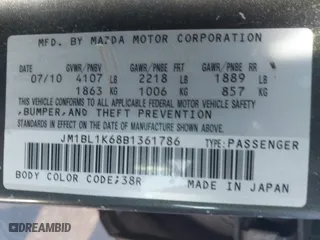 MFD. BY MAZDA MOTOR CORPORATION
GVWR/PNBV GAWR/PNBE FRT GAWR/PNBE RR
07/10 4107 LB 2218 LB 1889 LB
1863 KG 1006 KG 857 KG
THIS VEHICLE CONFORMS TO ALL APPLICABLE FEDERAL MOTOR VEHICLE SAFETY
,BUMPER,AND THEFT PREVENTION
STANDARDS IN EFFECT ON THE DATE OF MANUFACTURE SHOWN ABOVE.
JM1BL1K68B1361786 TYPE:PASSENGER
BODY COLOR CODE;38R MADE IN JAPAN